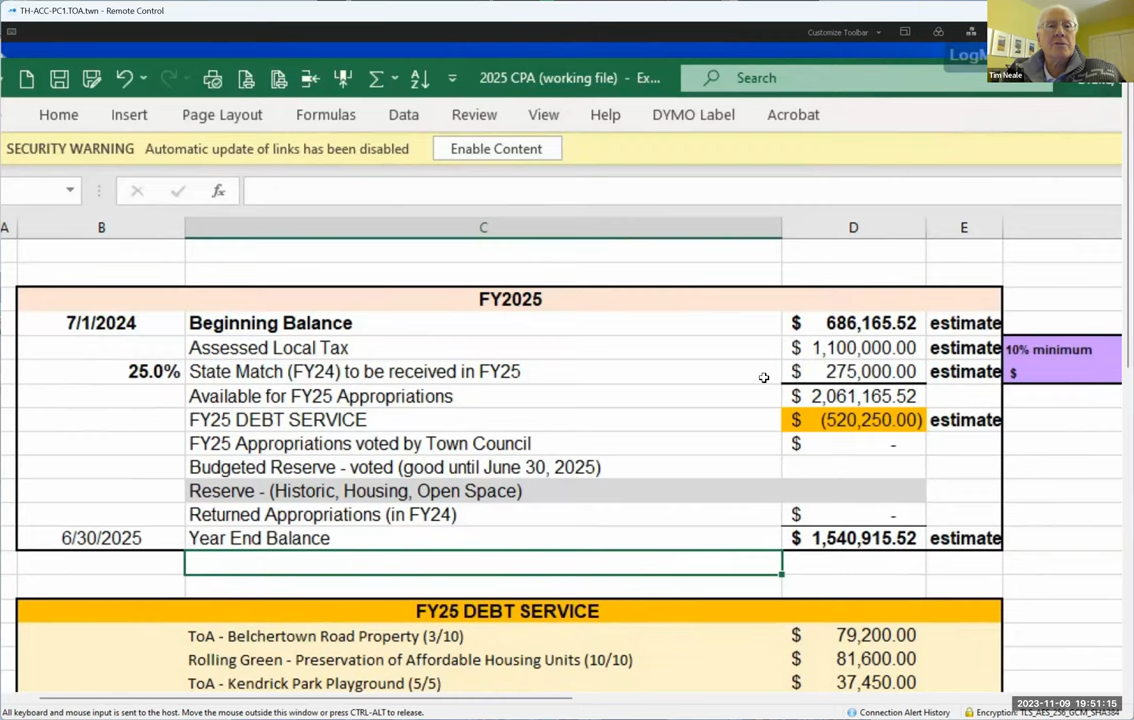 TH-ACC-PC1.TOA.twn - Remote Control
Customize Toolbar
LogM
Tim Neale
2025 CPA (working file) - Ex...
Search
Home Insert Page Layout Formulas Data Review View Help DYMO Label Acrobat
SECURITY WARNING Automatic update of links has been disabled Enable Content
fx
A B C D E
FY2025
7/1/2024 Beginning Balance $ 686,165.52 estimate
Assessed Local Tax $ 1,100,000.00 estimate 10% minimum
25.0% State Match (FY24) to be received in FY25 $ 275,000.00 estimate $
Available for FY25 Appropriations $ 2,061,165.52
FY25 DEBT SERVICE $ (520,250.00) estimate
FY25 Appropriations voted by Town Council $ -
Budgeted Reserve - voted (good until June 30, 2025)
Reserve - (Historic, Housing, Open Space)
Returned Appropriations (in FY24) $ -
6/30/2025 Year End Balance $ 1,540,915.52 estimate
FY25 DEBT SERVICE
ToA - Belchertown Road Property (3/10) $ 79,200.00
Rolling Green - Preservation of Affordable Housing Units (10/10) $ 81,600.00
ToA - Kendrick Park Playground (5/5) $ 37,450.00
2023-11-09 19:51:15
All keyboard and mouse input is sent to the host. Move the mouse outside this window or press CTRL-ALT to release. Connection Alert History Encryption: TLS_AES_256_GCM_SHA384